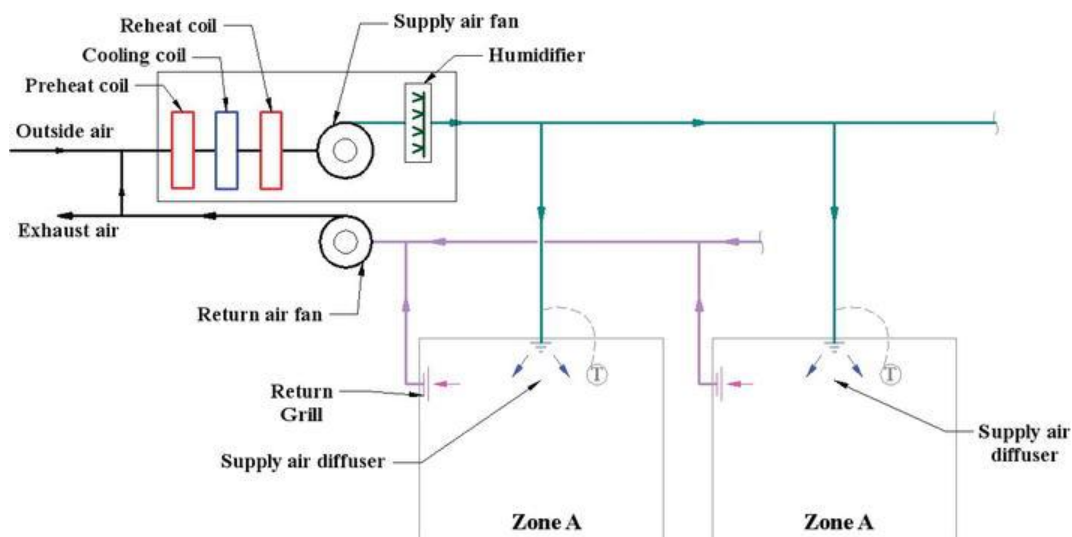 Reheat coil
Supply air fan
Cooling coil
Humidifier
Preheat coil
Outside air
Exhaust air
Return air fan
T
T
Return
Grill
Supply air diffuser
Supply air
diffuser
Zone A
Zone A